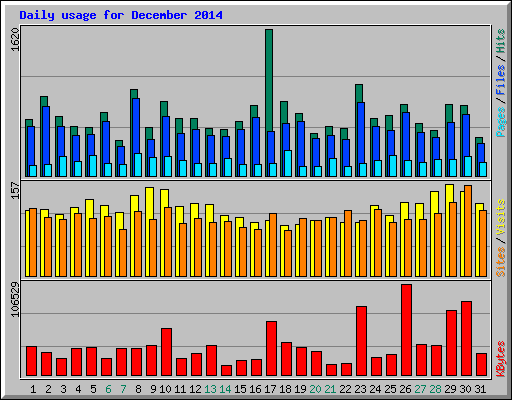 Daily usage for December 2014
1620
Pages / Files / Hits
157
Sites / Visits
106529
KBytes
1 2 3 4 5 6 7 8 9 10 11 12 13 14 15 16 17 18 19 20 21 22 23 24 25 26 27 28 29 30 31